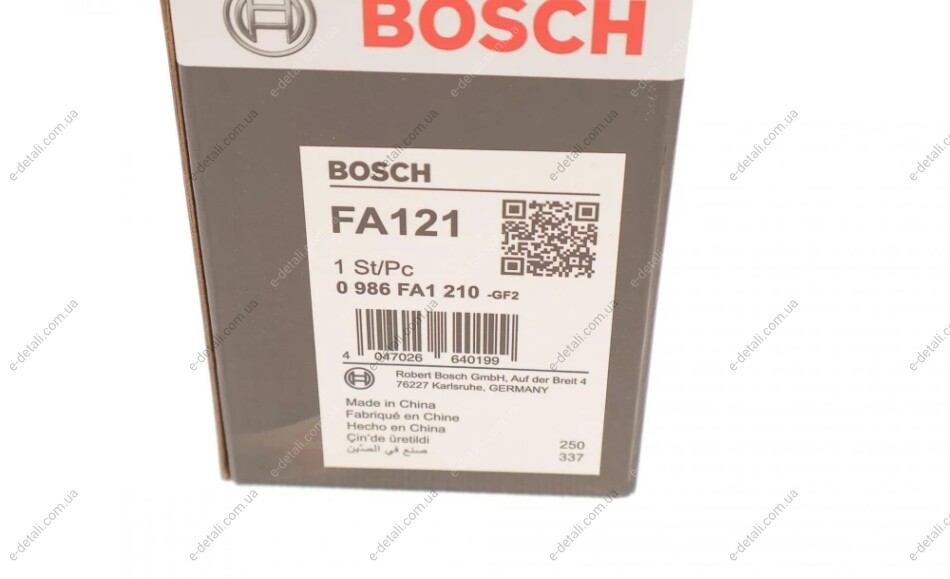 BOSCH
BOSCH
FA121
1 St/Pc
0 986 FA1 210 -GF2
4 047026 640199
Robert Bosch GmbH, Auf der Breit 4
76227 Karlsruhe, GERMANY
Made in China
Fabriqué en Chine
Hecho en China
Çin'de üretildi
صنع في الصّين
250
337
e-detali.com.ua